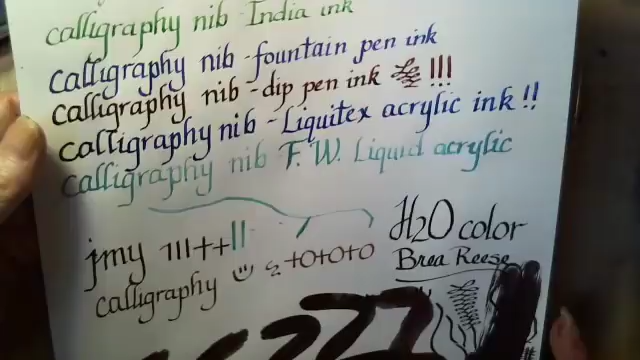 calligraphy nib - India ink
calligraphy nib - fountain pen ink
calligraphy nib - dip pen ink !!!
calligraphy nib - Liquitex acrylic ink !!
calligraphy nib F.W. Liquid acrylic
H2O color
jmy
Brea Reese
calligraphy